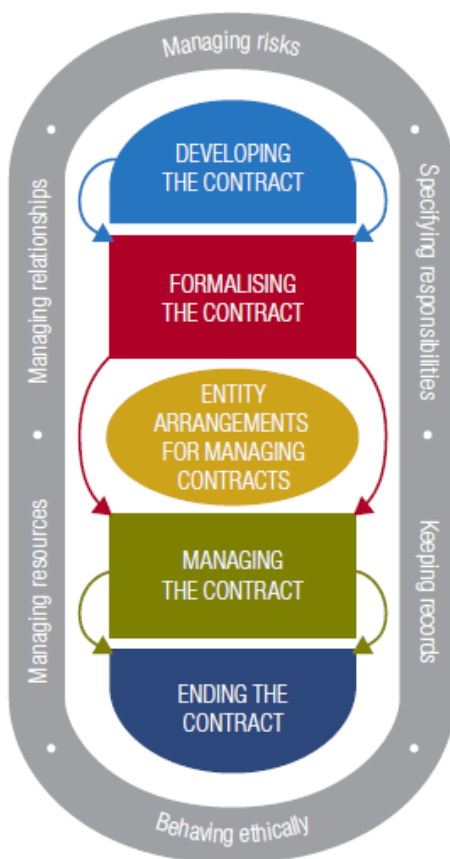 Managing risks
DEVELOPING
THE CONTRACT
Managing relationships
Specifying responsibilities
FORMALISING
THE CONTRACT
ENTITY
ARRANGEMENTS
FOR MANAGING
CONTRACTS
Managing resources
Keeping records
MANAGING
THE CONTRACT
ENDING THE
CONTRACT
Behaving ethically